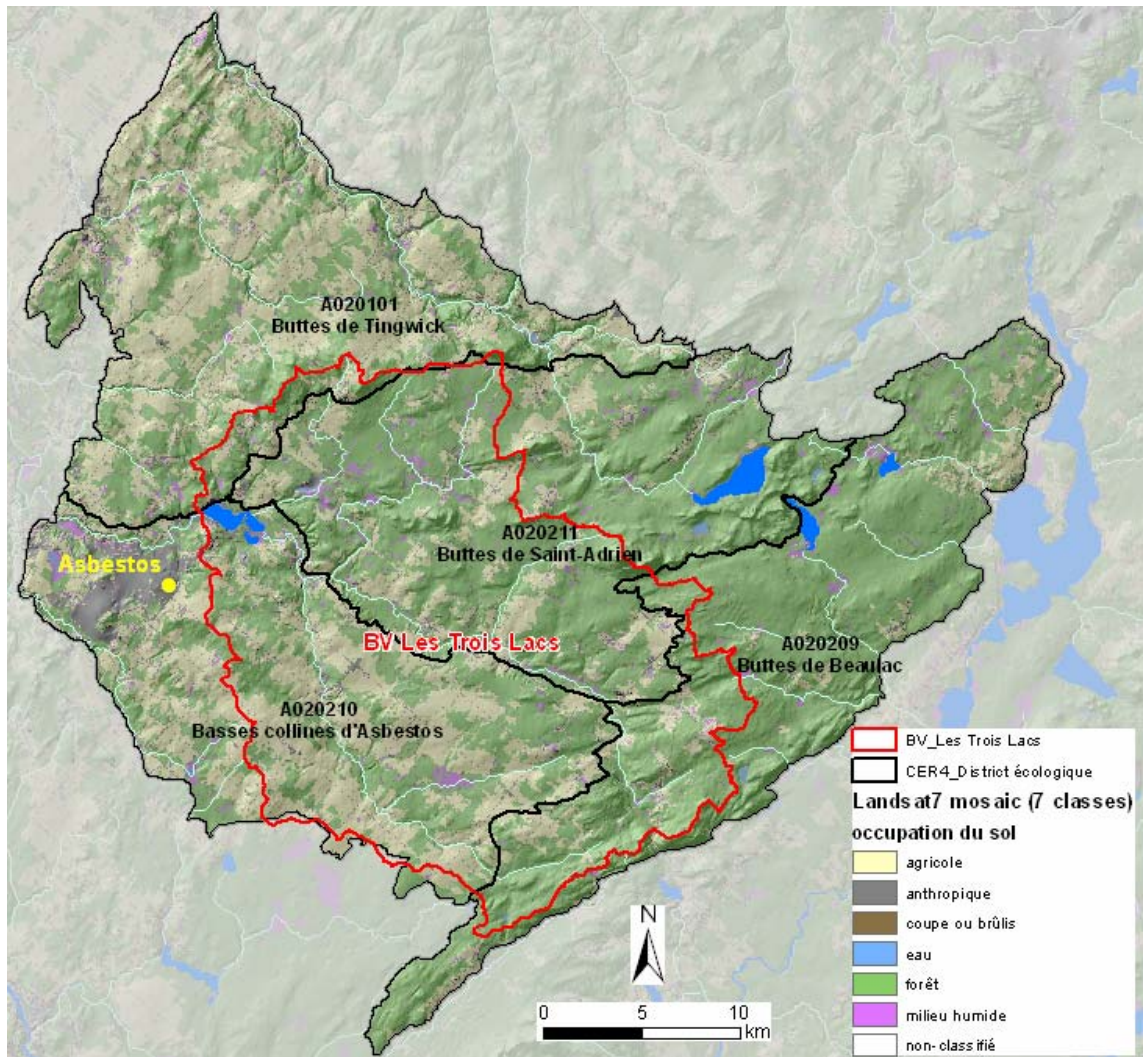 A020101
Buttes de Tingwick
A020211
Buttes de Saint-Adrien
Asbestos
BV Les Trois Lacs
A020209
Buttes de Beaulac
A020210
Basses collines d'Asbestos
BV_Les Trois Lacs
CER4_District écologique
Landsat7 mosaic (7 classes)
occupation du sol
agricole
anthropique
coupe ou brûlis
eau
forêt
milieu humide
non-classifié
N
0 5 10
km